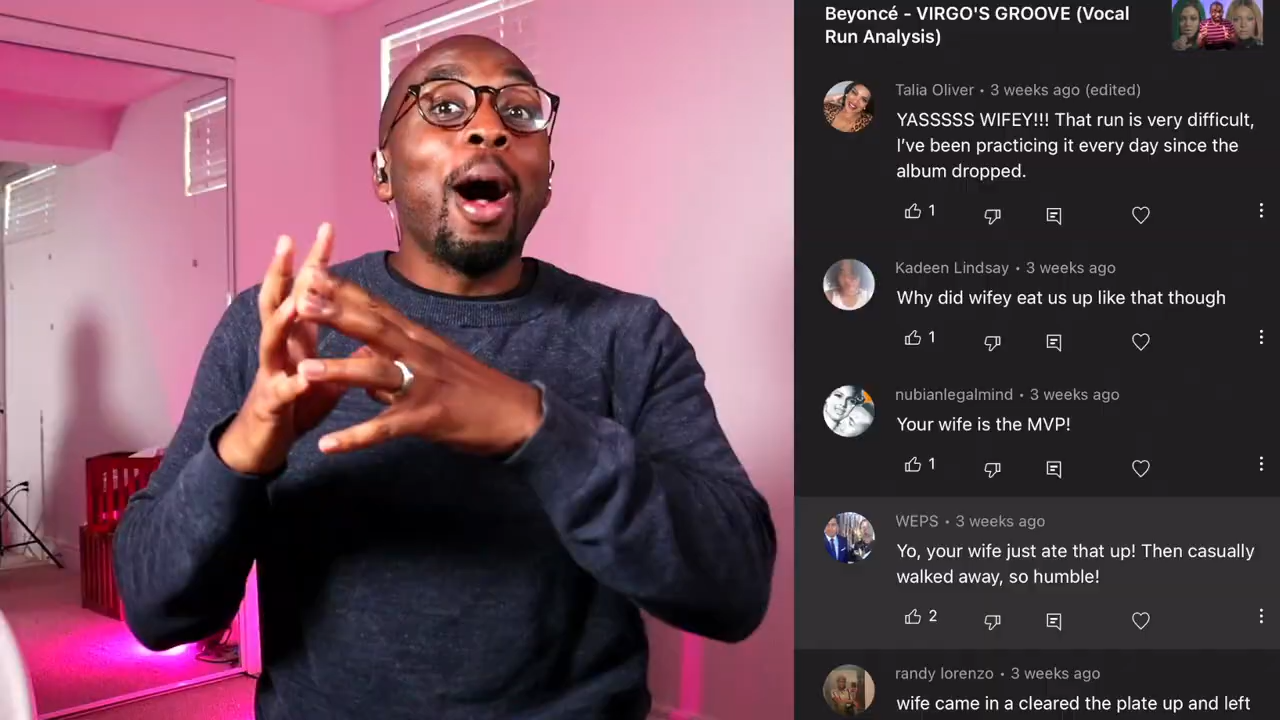 Beyoncé - VIRGO'S GROOVE (Vocal
Run Analysis)
Talia Oliver • 3 weeks ago (edited)
YASSSSS WIFEY!!! That run is very difficult,
I've been practicing it every day since the
album dropped.
1
Kadeen Lindsay • 3 weeks ago
Why did wifey eat us up like that though
1
nubianlegalmind • 3 weeks ago
Your wife is the MVP!
1
WEPS • 3 weeks ago
Yo, your wife just ate that up! Then casually
walked away, so humble!
2
randy lorenzo • 3 weeks ago
wife came in a cleared the plate up and left